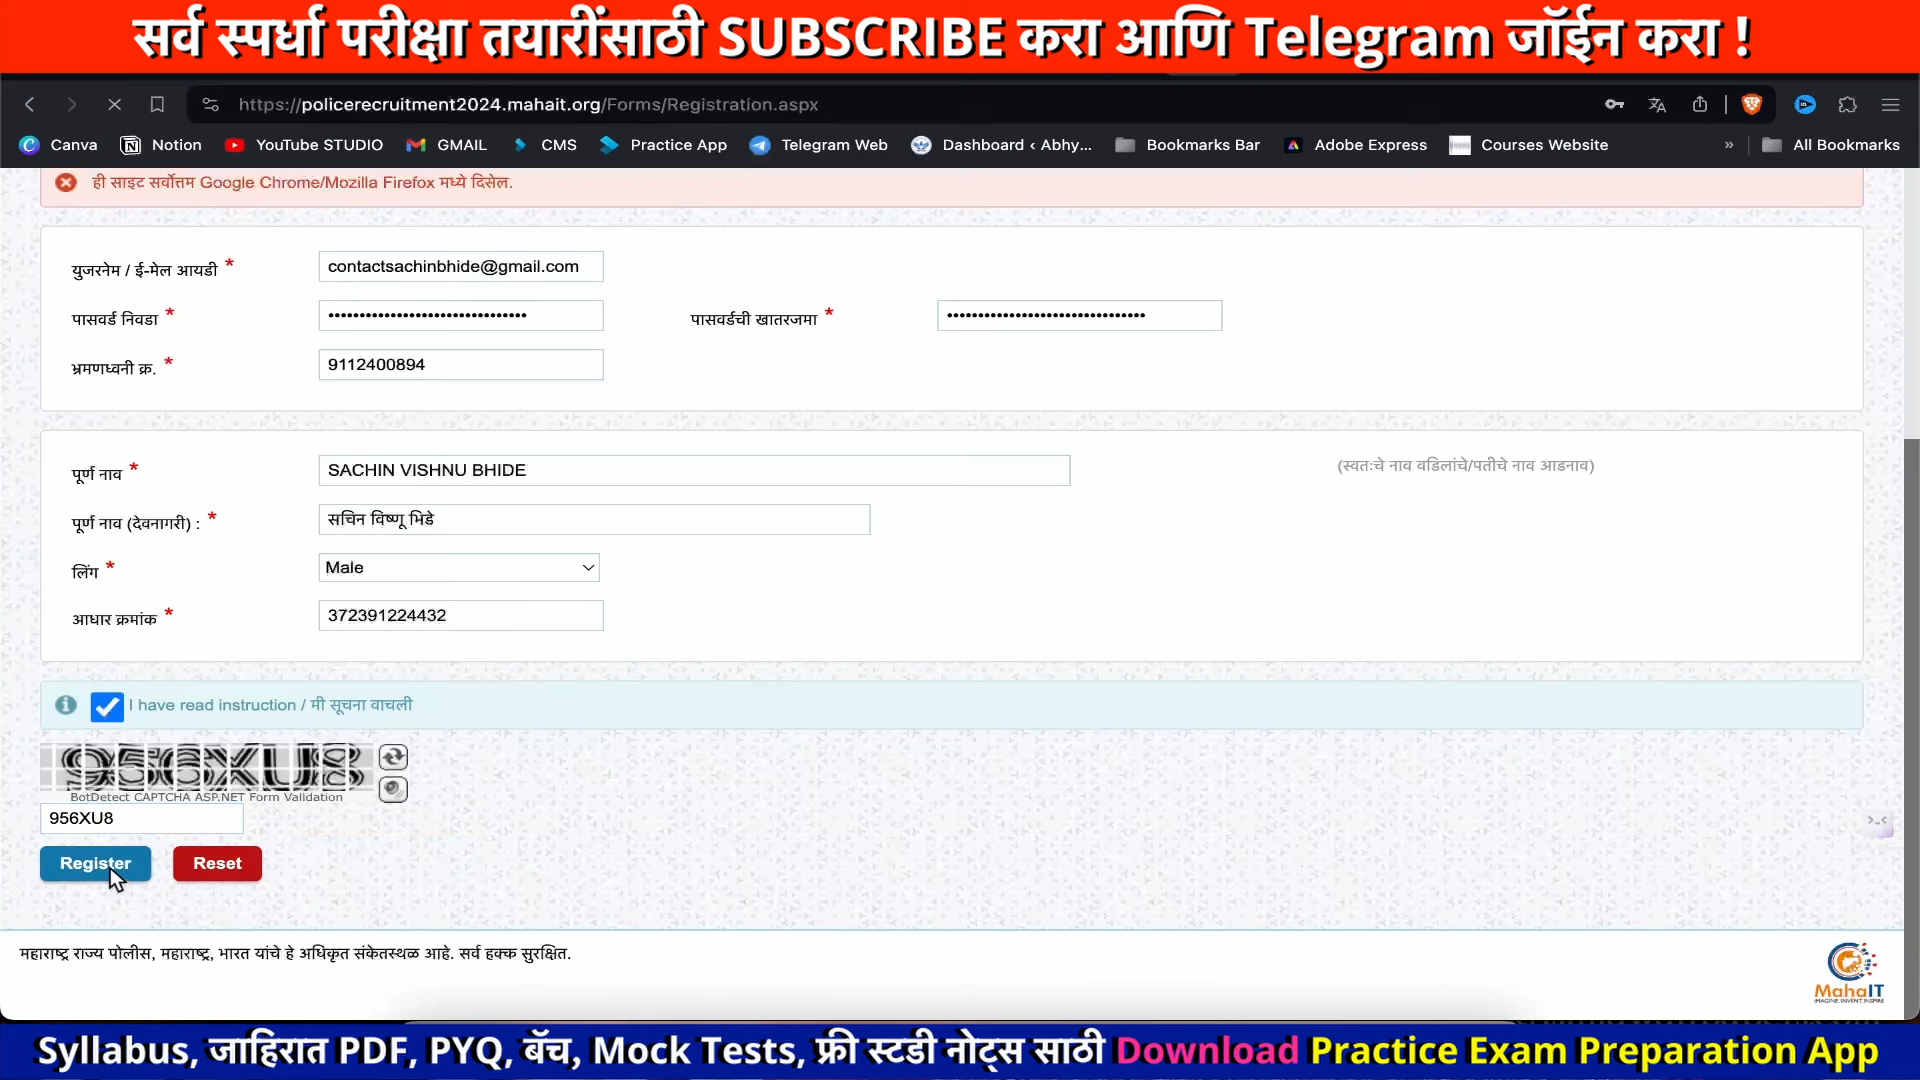 सर्व स्पर्धा परीक्षा तयारींसाठी SUBSCRIBE करा आणि Telegram जॉईन करा !
https://policerecruitment2024.mahait.org/Forms/Registration.aspx
Canva Notion YouTube STUDIO GMAIL CMS Practice App Telegram Web Dashboard ‹ Abhy... Bookmarks Bar Adobe Express Courses Website » All Bookmarks
ही साइट सर्वोत्तम Google Chrome/Mozilla Firefox मध्ये दिसेल.
युजरनेम / ई-मेल आयडी * contactsachinbhide@gmail.com
पासवर्ड निवडा * •••••••••••••••••••••••••••••••• पासवर्डची खातरजमा * ••••••••••••••••••••••••••••••••
भ्रमणध्वनी क्र. * 9112400894
पूर्ण नाव * SACHIN VISHNU BHIDE (स्वतःचे नाव वडिलांचे/पतीचे नाव आडनाव)
पूर्ण नाव (देवनागरी) : * सचिन विष्णू भिडे
लिंग * Male
आधार क्रमांक * 372391224432
I have read instruction / मी सूचना वाचली
956XU8
BotDetect CAPTCHA ASP.NET Form Validation
956XU8
Register Reset
महाराष्ट्र राज्य पोलीस, महाराष्ट्र, भारत यांचे हे अधिकृत संकेतस्थळ आहे. सर्व हक्क सुरक्षित.
MahaIT
IMAGINE.INVENT.INSPIRE
Syllabus, जाहिरात PDF, PYQ, बॅच, Mock Tests, फ्री स्टडी नोट्स साठी Download Practice Exam Preparation App